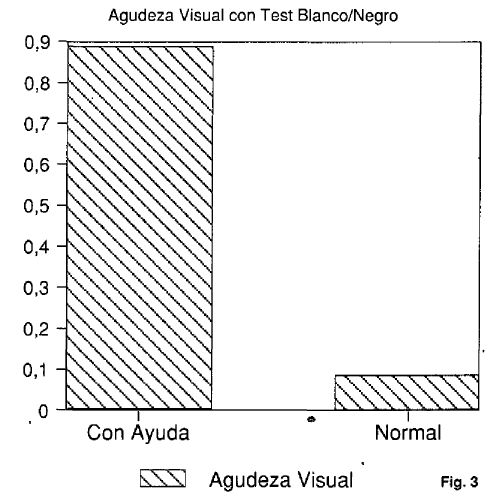 Agudeza Visual con Test Blanco/Negro
0,9
0,8
0,7
0,6
0,5
0,4
0,3
0,2
0,1
0
Con Ayuda Normal
Agudeza Visual
Fig. 3